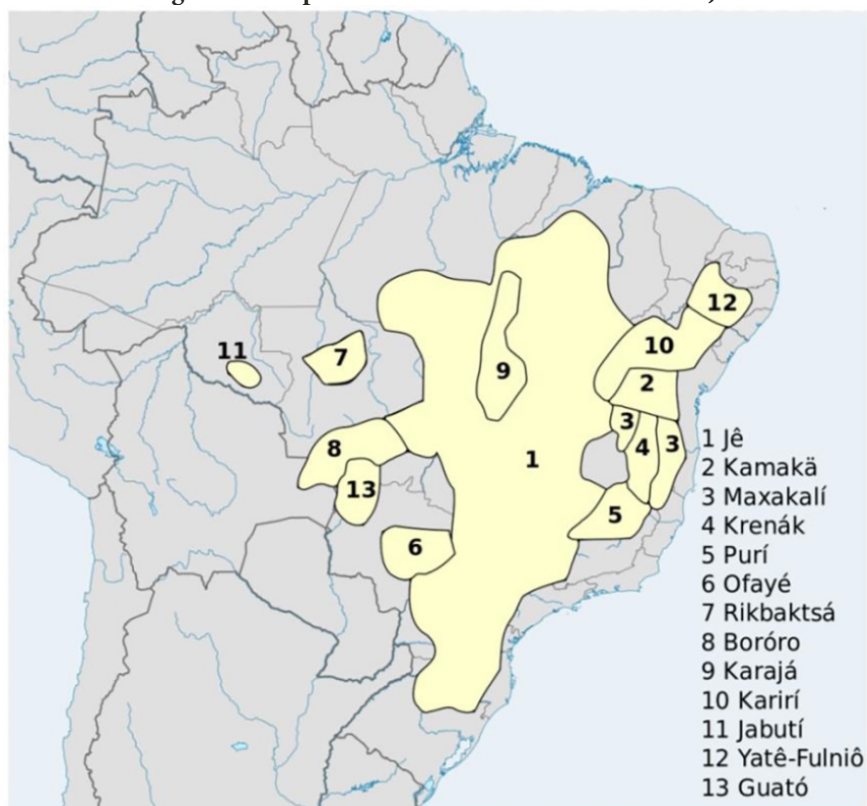 11
7
9
12
10
2
3
4
3
8
13
1
5
6
1 Jê
2 Kamakä
3 Maxakalí
4 Krenák
5 Purí
6 Ofayé
7 Rikbaktsá
8 Boróro
9 Karajá
10 Karirí
11 Jabutí
12 Yatê-Fulniô
13 Guató